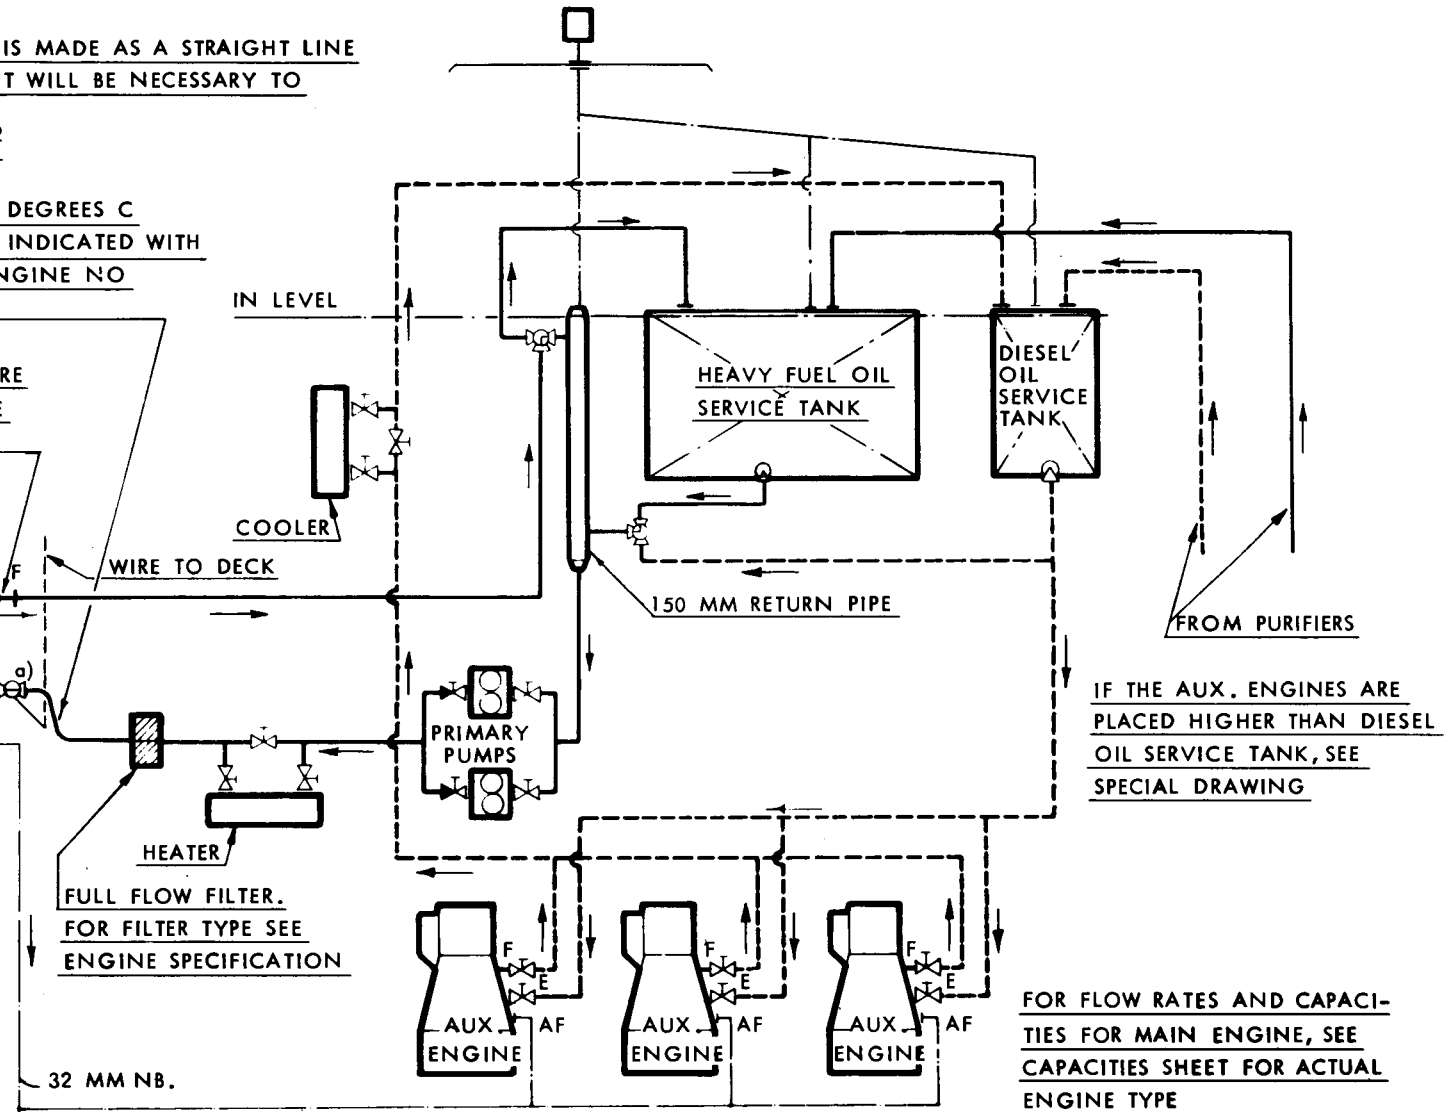 IS MADE AS A STRAIGHT LINE
T WILL BE NECESSARY TO
DEGREES C
INDICATED WITH
NGINE NO
IN LEVEL
RE
HEAVY FUEL OIL
SERVICE TANK
DIESEL
OIL
SERVICE
TANK
COOLER
WIRE TO DECK
F
150 MM RETURN PIPE
FROM PURIFIERS
a)
PRIMARY
PUMPS
IF THE AUX. ENGINES ARE
PLACED HIGHER THAN DIESEL
OIL SERVICE TANK, SEE
SPECIAL DRAWING
HEATER
FULL FLOW FILTER.
FOR FILTER TYPE SEE
ENGINE SPECIFICATION
F
E
AF
AUX.
ENGINE
F
E
AF
AUX.
ENGINE
F
E
AF
AUX.
ENGINE
FOR FLOW RATES AND CAPACI-
TIES FOR MAIN ENGINE, SEE
CAPACITIES SHEET FOR ACTUAL
ENGINE TYPE
32 MM NB.